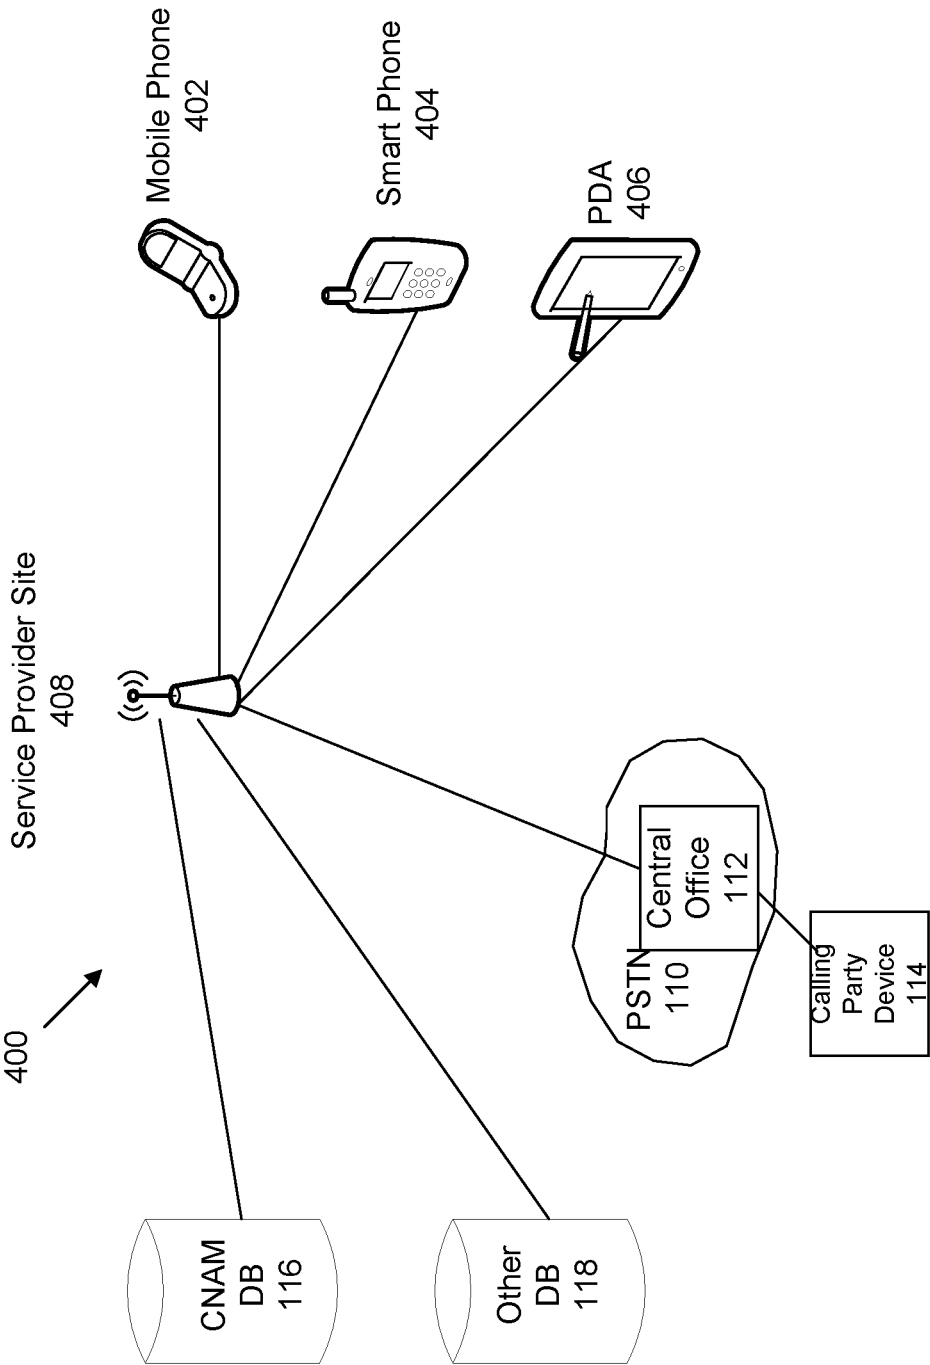 400
Service Provider Site
408
Mobile Phone
402
Smart Phone
404
PDA
406
CNAM
DB
116
Other
DB
118
PSTN
110
Central
Office
112
Calling
Party
Device
114